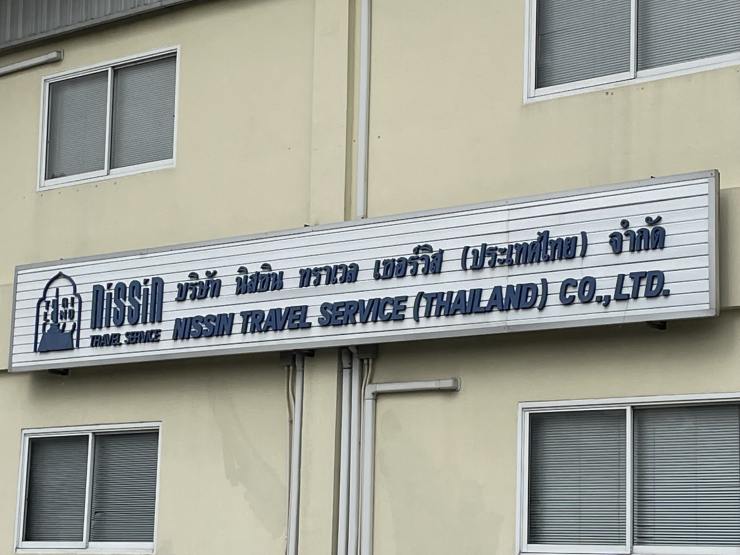 nissin
TRAVEL SERVICE
บริษัท นิสชิน ทราเวล เซอร์วิส (ประเทศไทย) จำกัด
NISSIN TRAVEL SERVICE (THAILAND) CO.,LTD.